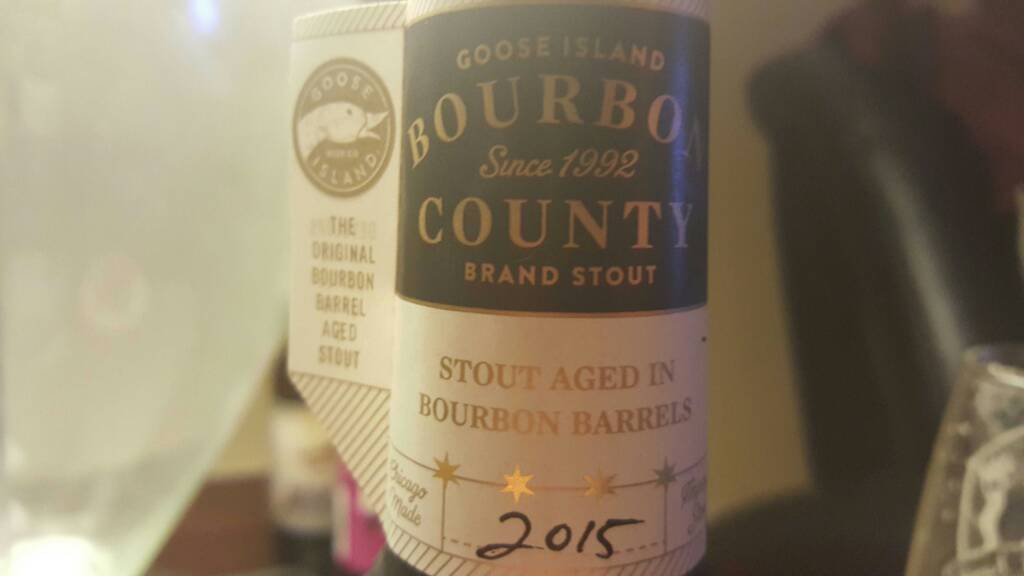 GOOSE
ISLAND
THE
ORIGINAL
BOURBON
BARREL
AGED
STOUT
GOOSE ISLAND
BOURBON
Since 1992
COUNTY
BRAND STOUT
STOUT AGED IN
BOURBON BARRELS
Chicago
Made
2015